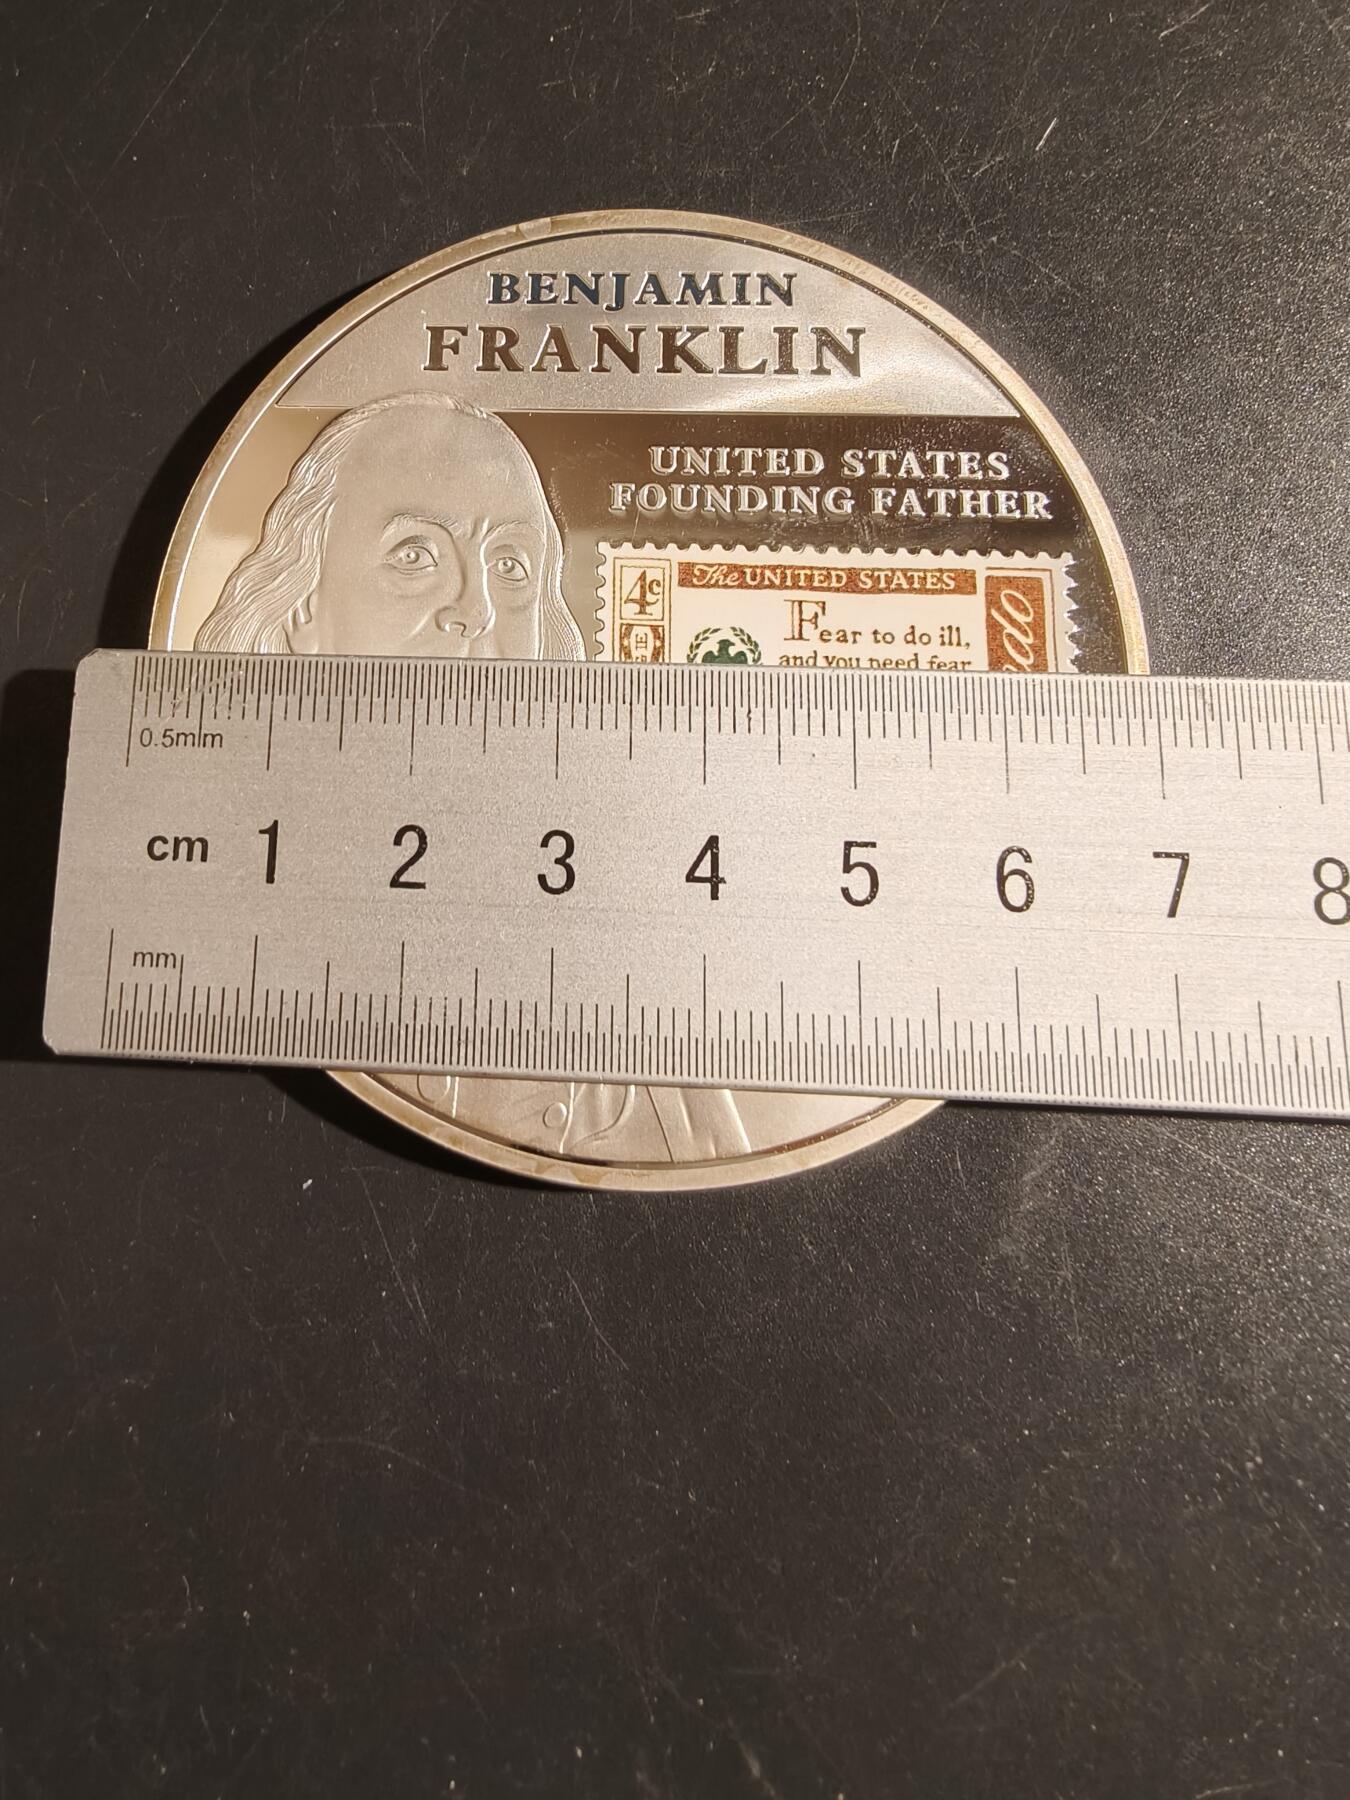 BENJAMIN
FRANKLIN
UNITED STATES
FOUNDING FATHER
4c
The UNITED STATES
Fear to do ill,
and you need fear
0.5mm
cm 1 2 3 4 5 6 7 8
mm